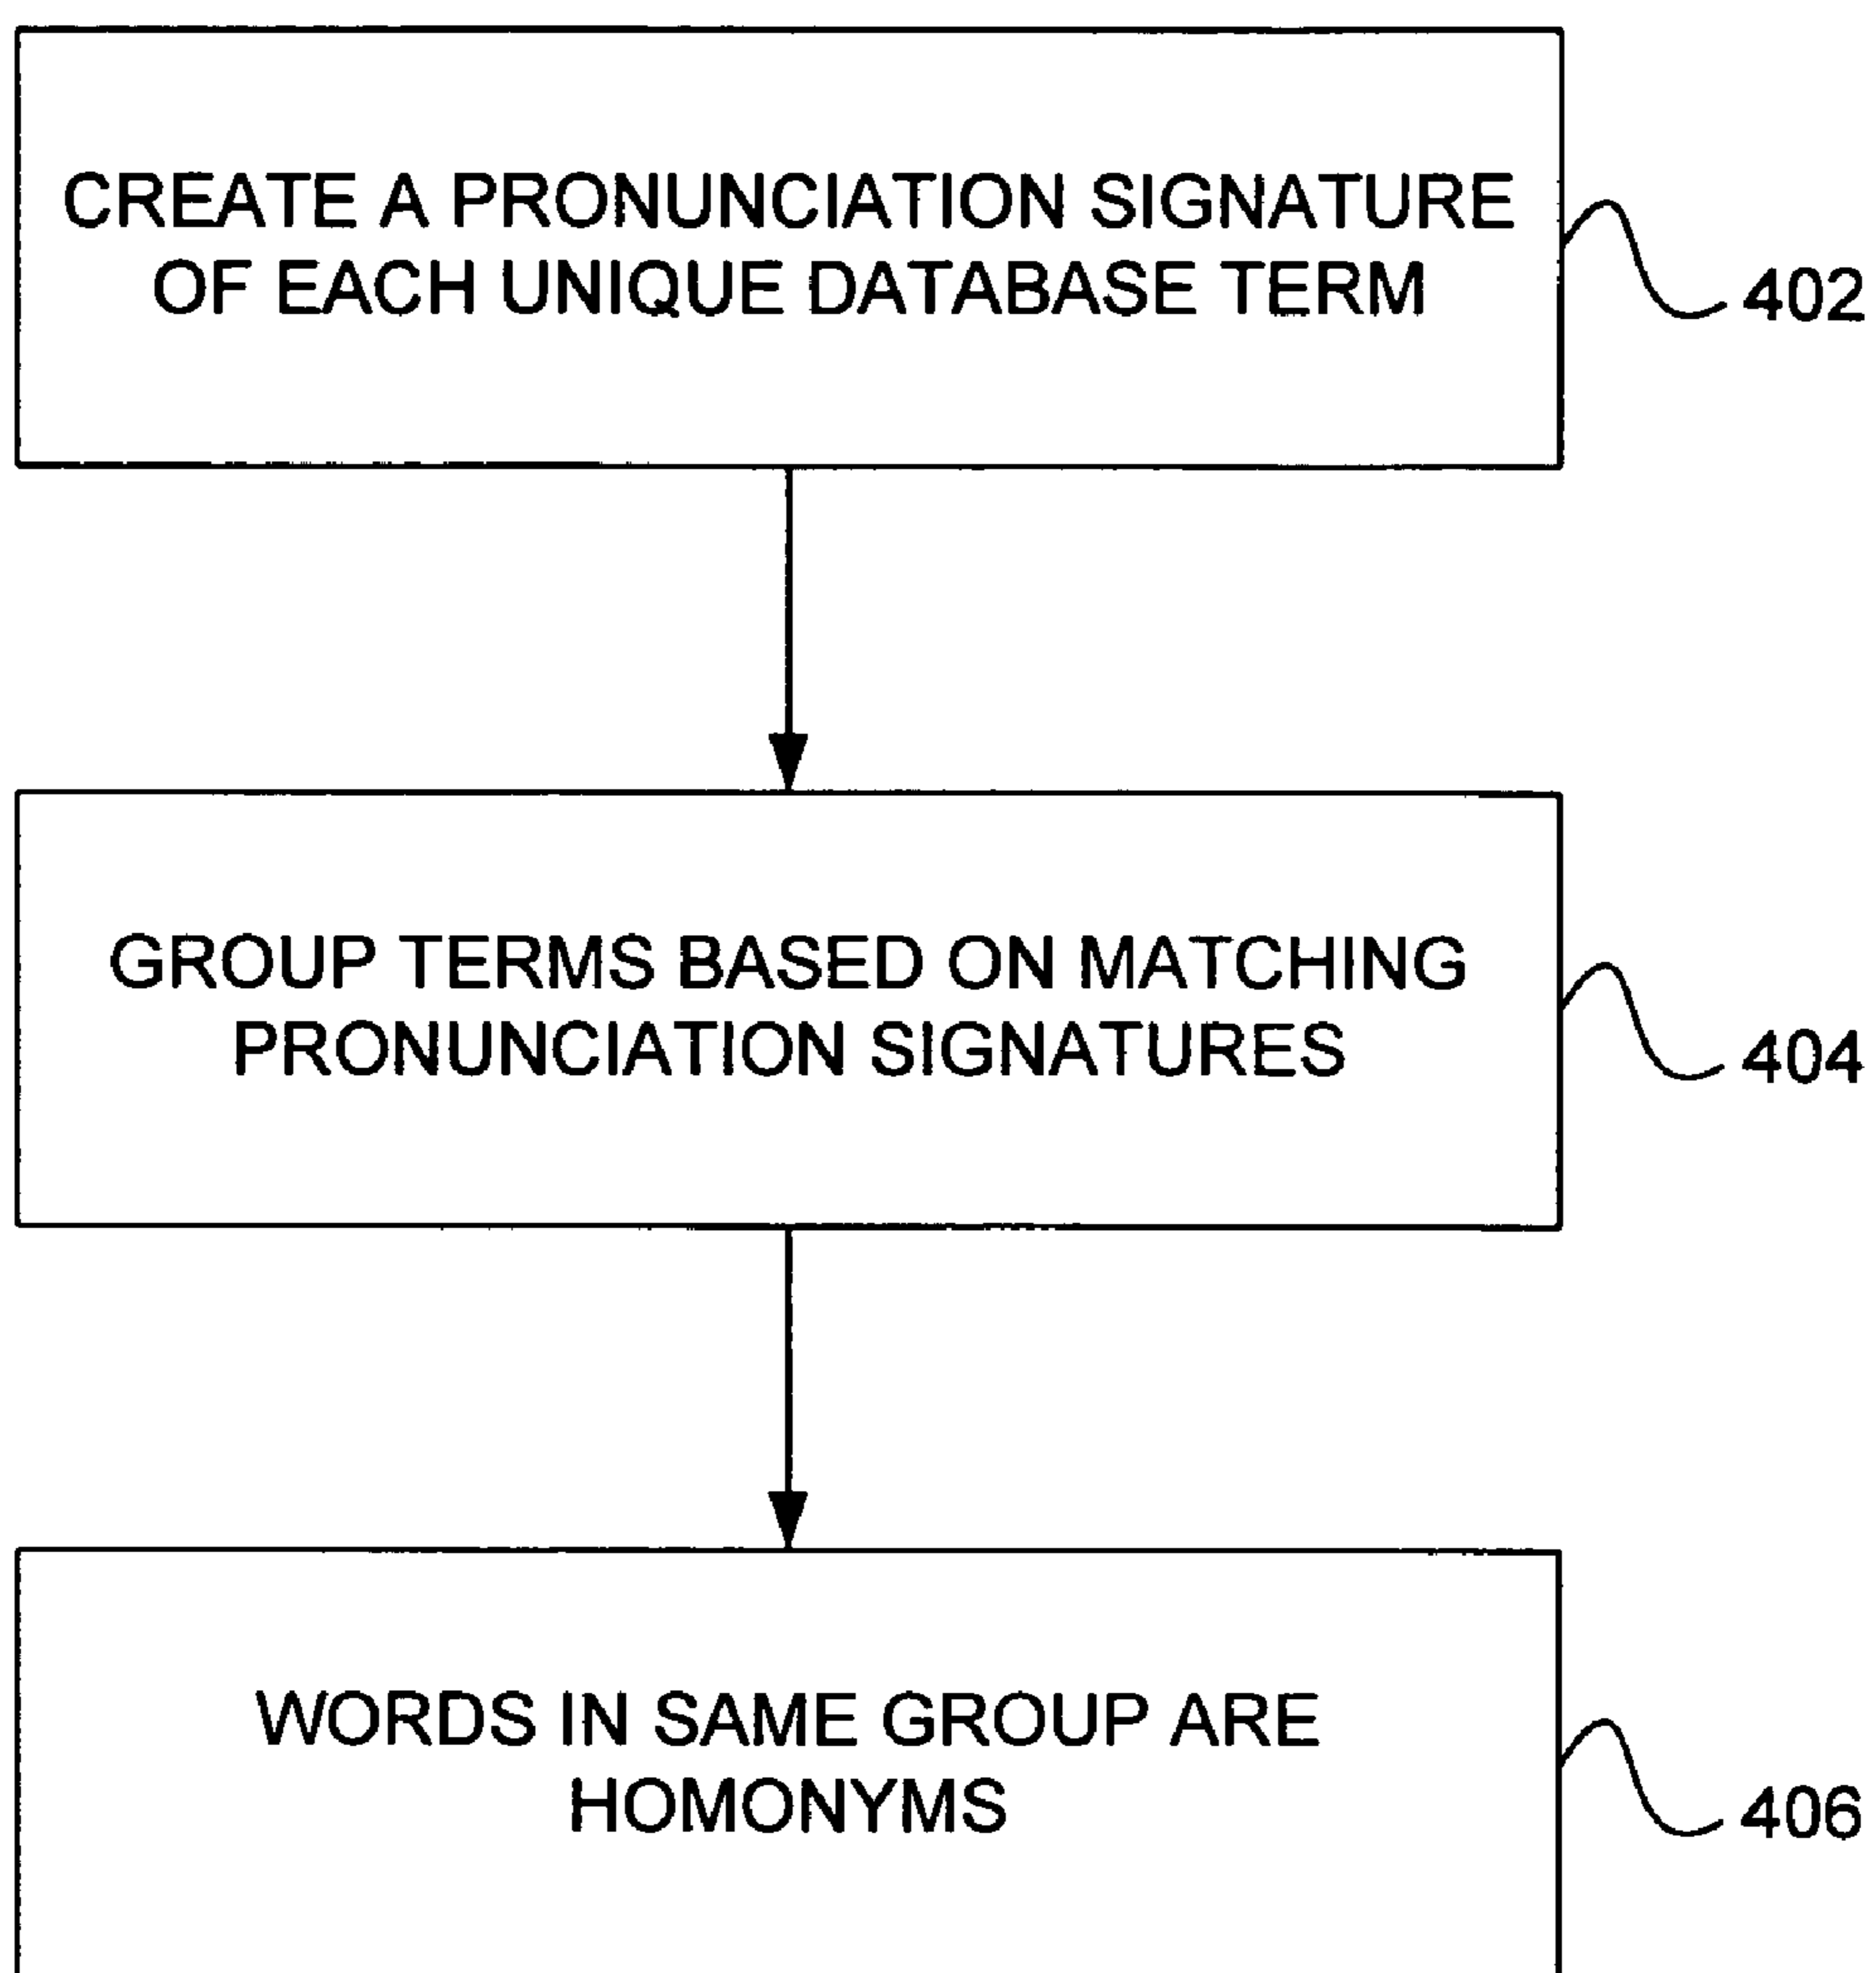 CREATE A PRONUNCIATION SIGNATURE
OF EACH UNIQUE DATABASE TERM
402
GROUP TERMS BASED ON MATCHING
PRONUNCIATION SIGNATURES
404
WORDS IN SAME GROUP ARE
HOMONYMS
406